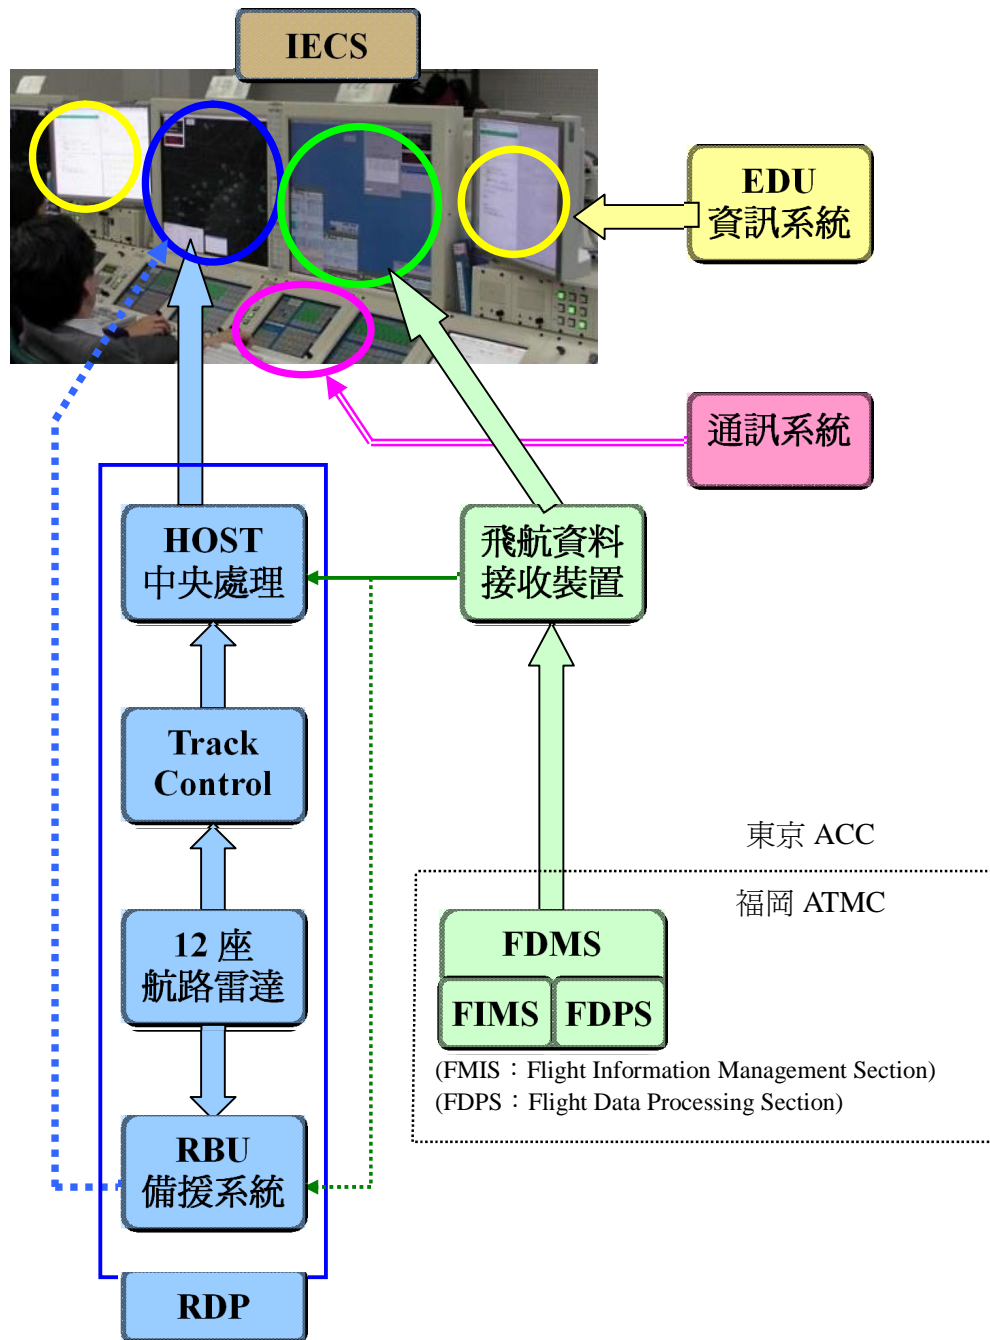 IECS
EDU
資訊系統
通訊系統
HOST
中央處理
飛航資料
接收裝置
Track
Control
東京 ACC
福岡 ATMC
12 座
航路雷達
FDMS
FIMS
FDPS
(FMIS：Flight Information Management Section)
(FDPS：Flight Data Processing Section)
RBU
備援系統
RDP